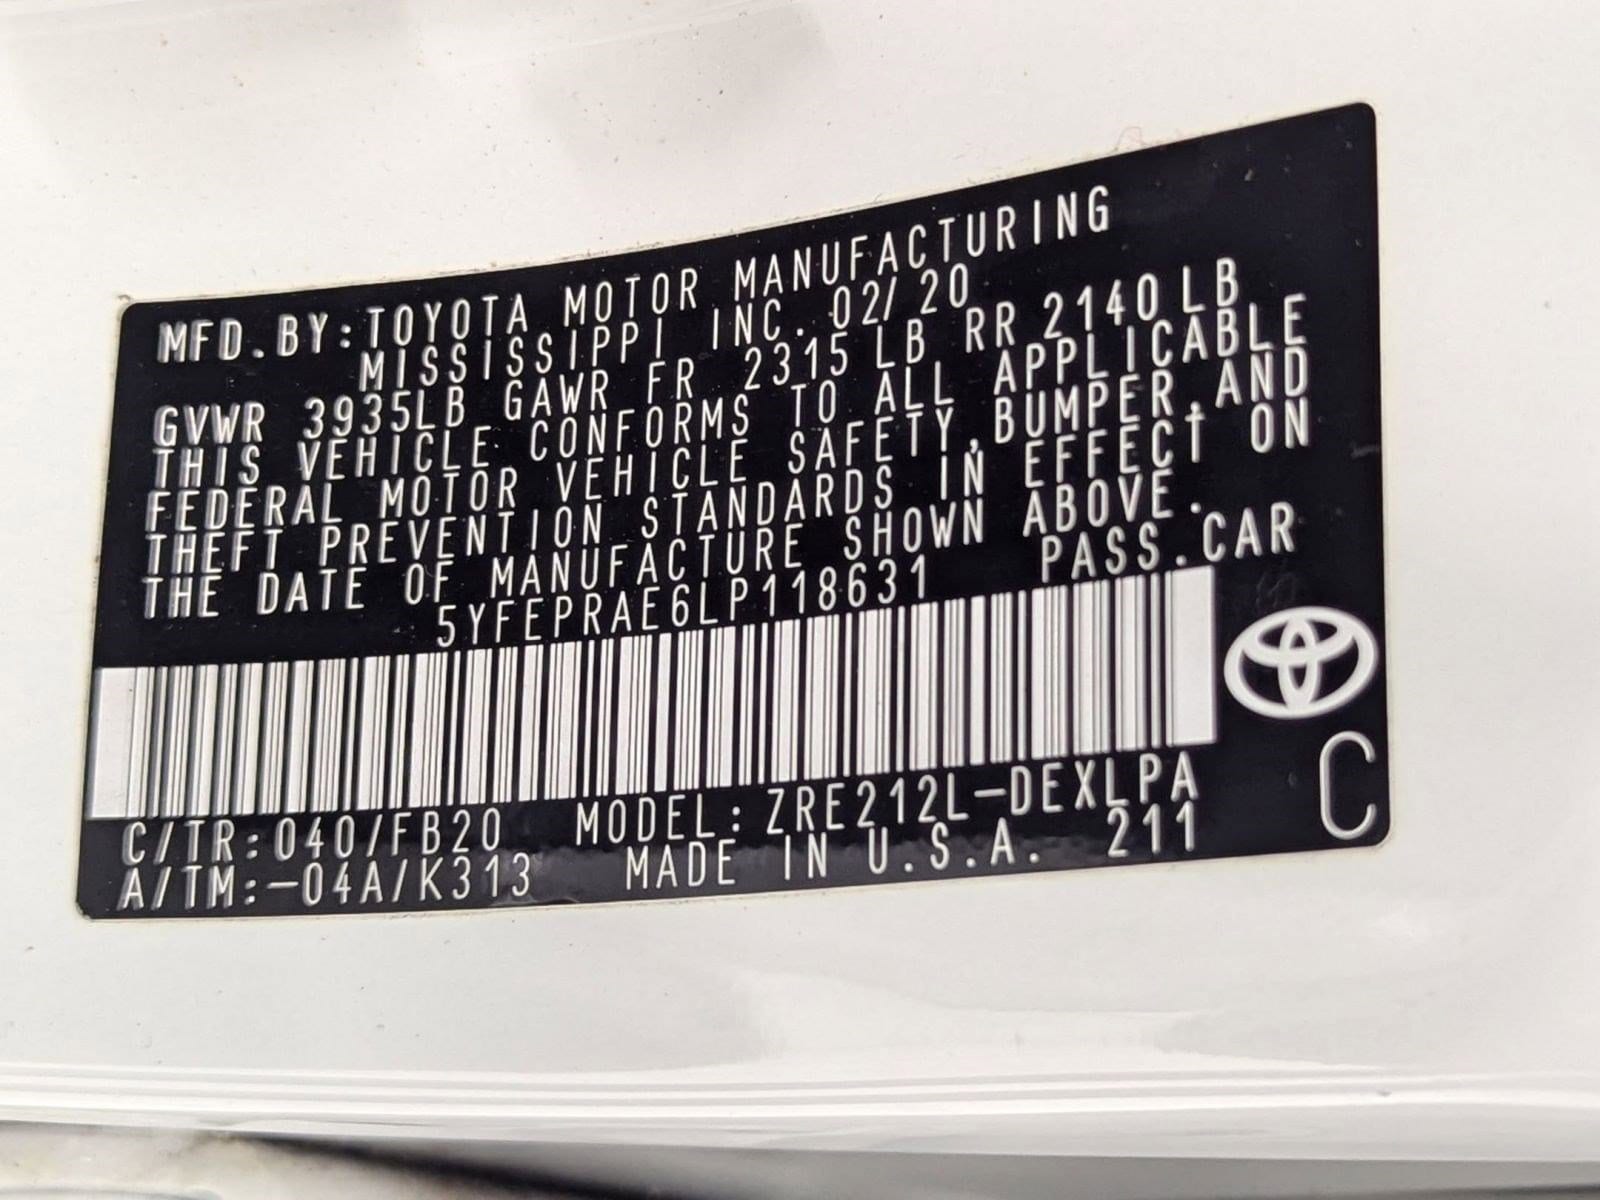 MFD. BY: TOYOTA MOTOR MANUFACTURING
MISSISSIPPI INC. 02/20
GVWR 3935LB GAWR FR 2315 LB RR 2140 LB
THIS VEHICLE CONFORMS TO ALL APPLICABLE
FEDERAL MOTOR VEHICLE SAFETY, BUMPER, AND
THEFT PREVENTION STANDARDS IN EFFECT ON
THE DATE OF MANUFACTURE SHOWN ABOVE.
5YFEPRAE6LP118631 PASS. CAR
C/TR: 040/FB20 MODEL: ZRE212L-DEXLPA
A/TM: -04A/K313 MADE IN U.S.A. 211
C